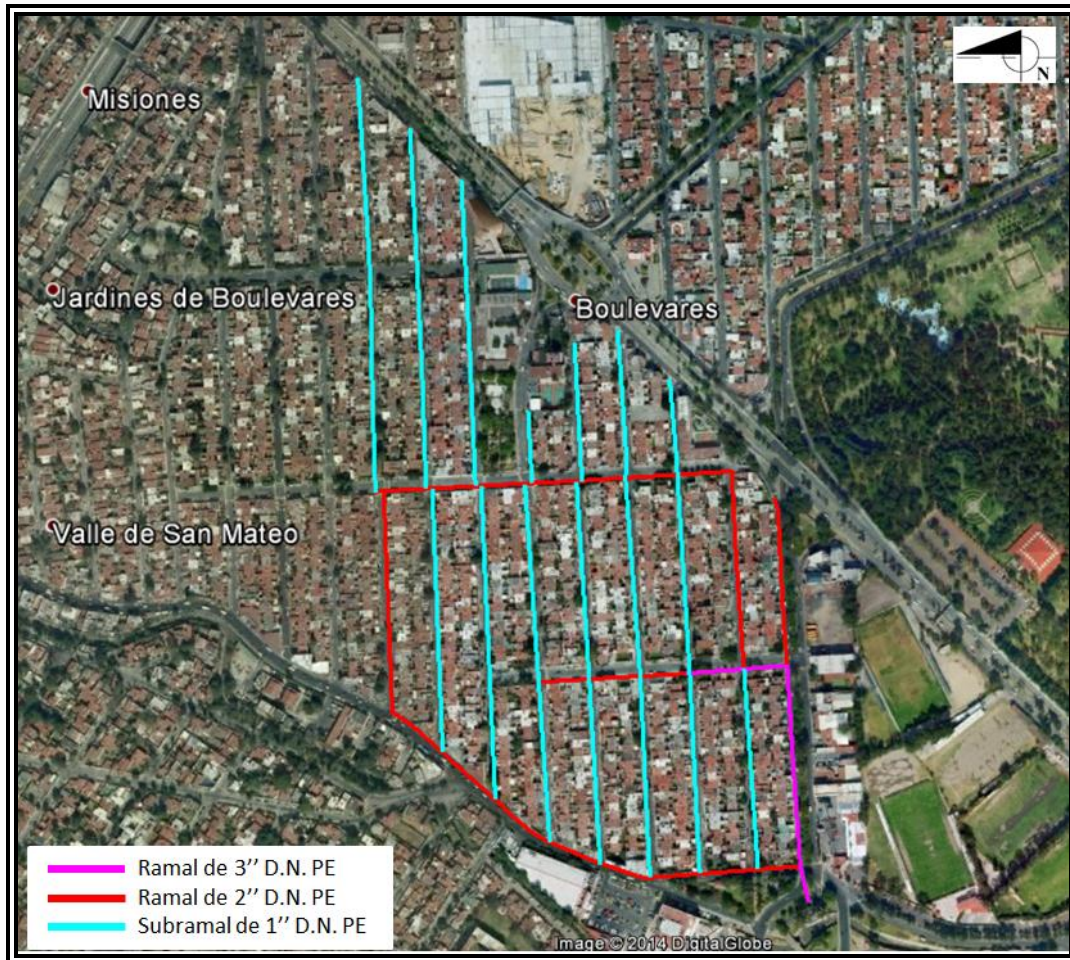 N
Misiones
Jardines de Boulevares
Boulevares
Valle de San Mateo
Ramal de 3’’ D.N. PE
Ramal de 2’’ D.N. PE
Subramal de 1’’ D.N. PE
Image © 2014 DigitalGlobe